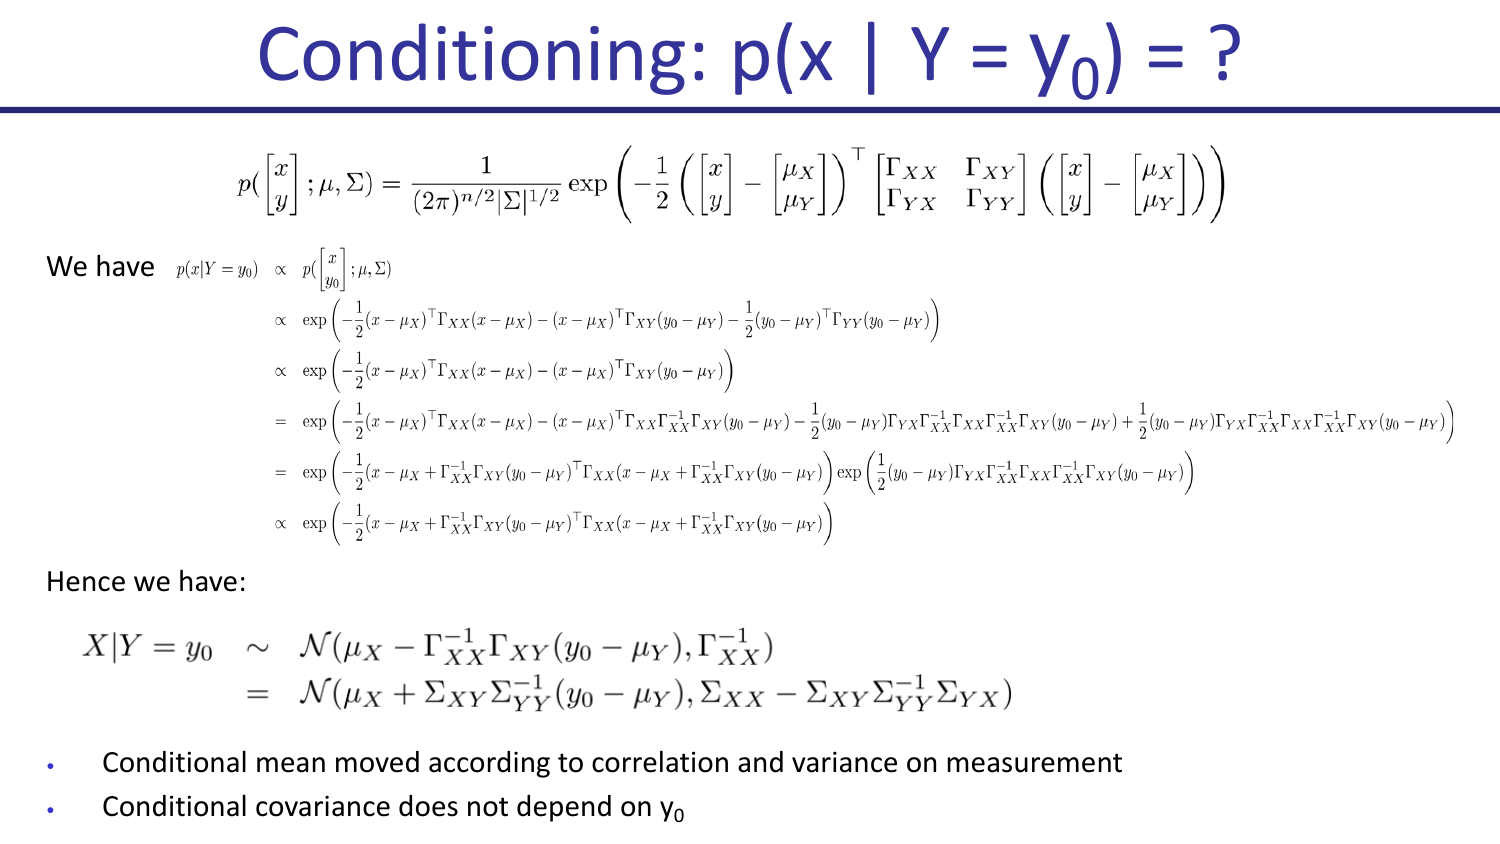 Conditioning: p(x | Y = y₀) = ?
p(\begin{bmatrix} x \\ y \end{bmatrix}; \mu, \Sigma) = \frac{1}{(2\pi)^{n/2}|\Sigma|^{1/2}} \exp\left(-\frac{1}{2}\left(\begin{bmatrix} x \\ y \end{bmatrix} - \begin{bmatrix} \mu_X \\ \mu_Y \end{bmatrix}\right)^\top \begin{bmatrix} \Gamma_{XX} & \Gamma_{XY} \\ \Gamma_{YX} & \Gamma_{YY} \end{bmatrix} \left(\begin{bmatrix} x \\ y \end{bmatrix} - \begin{bmatrix} \mu_X \\ \mu_Y \end{bmatrix}\right)\right)
We have p(x|Y = y_0) \propto p(\begin{bmatrix} x \\ y_0 \end{bmatrix}; \mu, \Sigma)
\propto \exp\left(-\frac{1}{2}(x - \mu_X)^\top \Gamma_{XX}(x - \mu_X) - (x - \mu_X)^\top \Gamma_{XY}(y_0 - \mu_Y) - \frac{1}{2}(y_0 - \mu_Y)^\top \Gamma_{YY}(y_0 - \mu_Y)\right)
\propto \exp\left(-\frac{1}{2}(x - \mu_X)^\top \Gamma_{XX}(x - \mu_X) - (x - \mu_X)^\top \Gamma_{XY}(y_0 - \mu_Y)\right)
= \exp\left(-\frac{1}{2}(x - \mu_X)^\top \Gamma_{XX}(x - \mu_X) - (x - \mu_X)^\top \Gamma_{XX}\Gamma_{XX}^{-1}\Gamma_{XY}(y_0 - \mu_Y) - \frac{1}{2}(y_0 - \mu_Y)\Gamma_{YX}\Gamma_{XX}^{-1}\Gamma_{XX}\Gamma_{XX}^{-1}\Gamma_{XY}(y_0 - \mu_Y) + \frac{1}{2}(y_0 - \mu_Y)\Gamma_{YX}\Gamma_{XX}^{-1}\Gamma_{XX}\Gamma_{XX}^{-1}\Gamma_{XY}(y_0 - \mu_Y)\right)
= \exp\left(-\frac{1}{2}(x - \mu_X + \Gamma_{XX}^{-1}\Gamma_{XY}(y_0 - \mu_Y)^\top \Gamma_{XX}(x - \mu_X + \Gamma_{XX}^{-1}\Gamma_{XY}(y_0 - \mu_Y)\right) \exp\left(\frac{1}{2}(y_0 - \mu_Y)\Gamma_{YX}\Gamma_{XX}^{-1}\Gamma_{XX}\Gamma_{XX}^{-1}\Gamma_{XY}(y_0 - \mu_Y)\right)
\propto \exp\left(-\frac{1}{2}(x - \mu_X + \Gamma_{XX}^{-1}\Gamma_{XY}(y_0 - \mu_Y)^\top \Gamma_{XX}(x - \mu_X + \Gamma_{XX}^{-1}\Gamma_{XY}(y_0 - \mu_Y)\right)
Hence we have:
X|Y = y_0 \sim \mathcal{N}(\mu_X - \Gamma_{XX}^{-1}\Gamma_{XY}(y_0 - \mu_Y), \Gamma_{XX}^{-1})
= \mathcal{N}(\mu_X + \Sigma_{XY}\Sigma_{YY}^{-1}(y_0 - \mu_Y), \Sigma_{XX} - \Sigma_{XY}\Sigma_{YY}^{-1}\Sigma_{YX})
• Conditional mean moved according to correlation and variance on measurement
• Conditional covariance does not depend on y₀